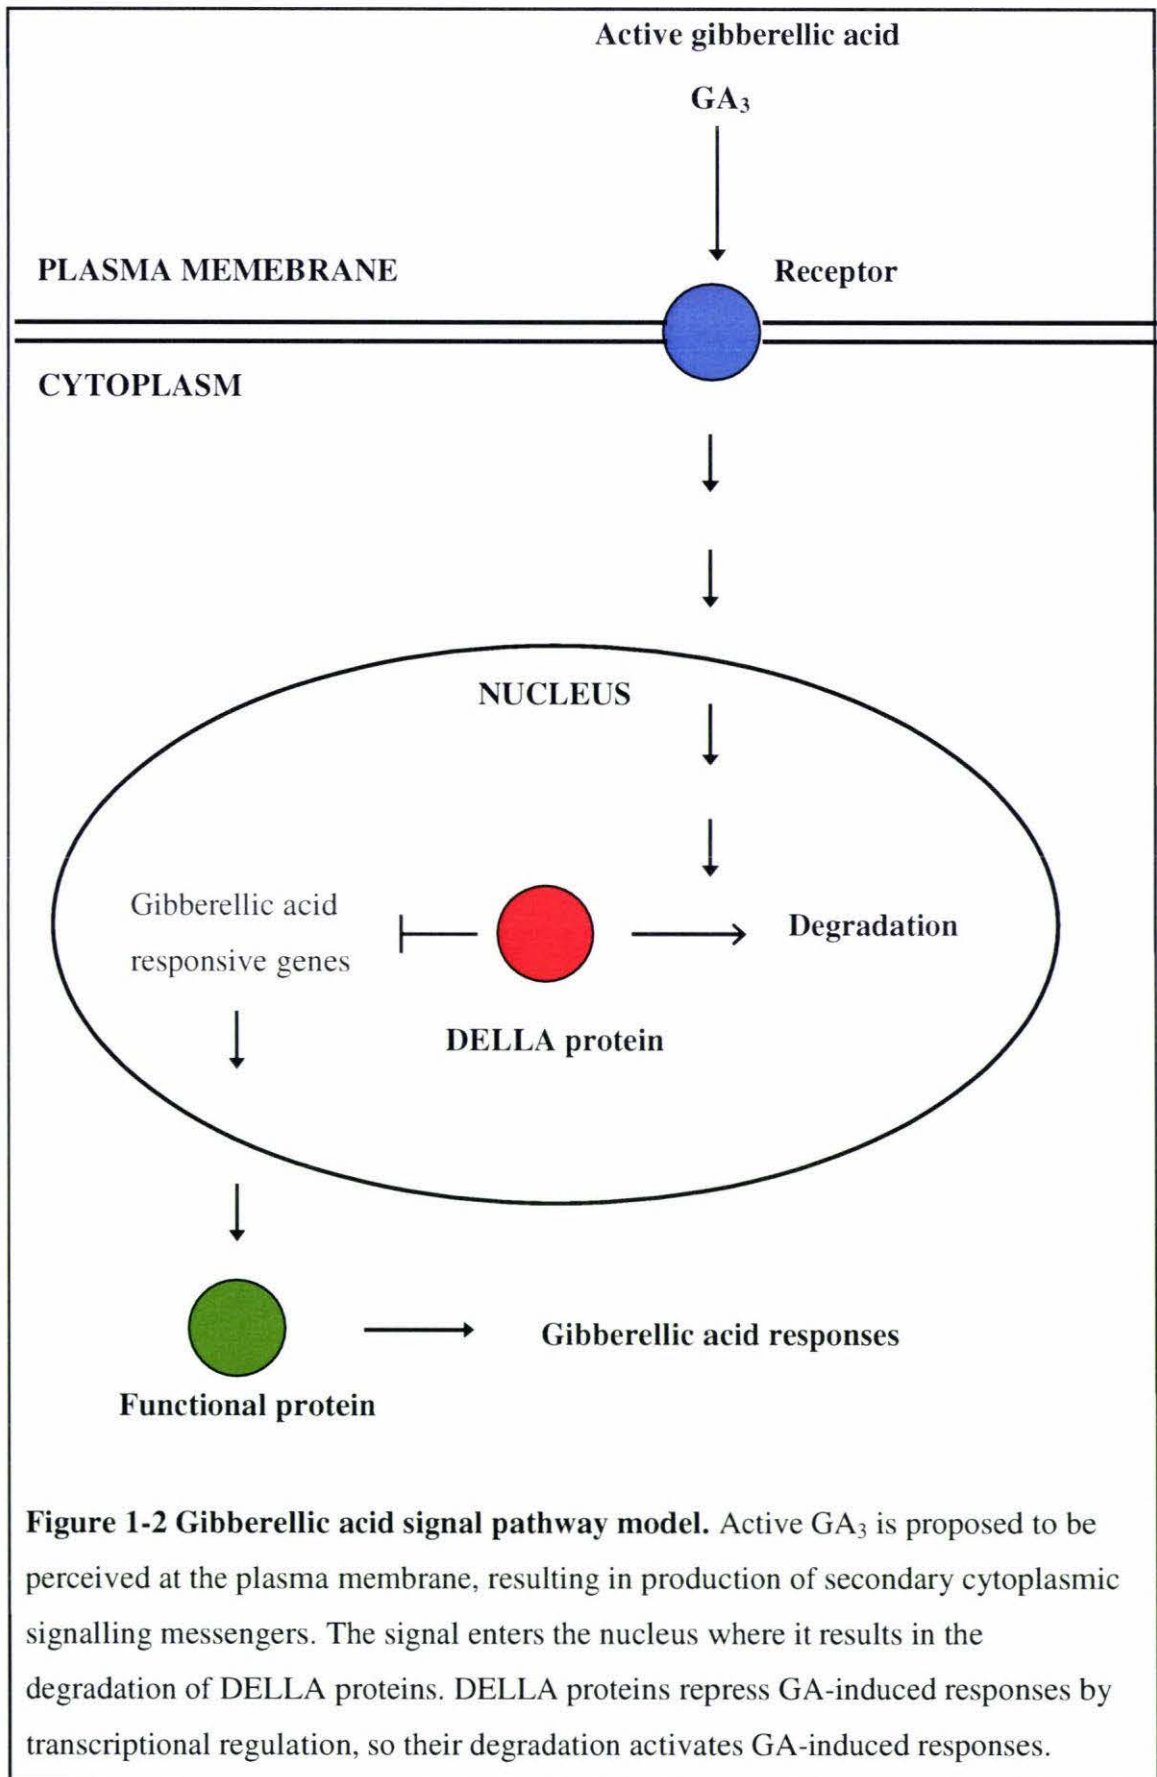 Active gibberellic acid
GA₃
PLASMA MEMEBRANE
Receptor
CYTOPLASM
NUCLEUS
Gibberellic acid
responsive genes
Degradation
DELLA protein
Gibberellic acid responses
Functional protein
Figure 1-2 Gibberellic acid signal pathway model. Active GA₃ is proposed to be
perceived at the plasma membrane, resulting in production of secondary cytoplasmic
signalling messengers. The signal enters the nucleus where it results in the
degradation of DELLA proteins. DELLA proteins repress GA-induced responses by
transcriptional regulation, so their degradation activates GA-induced responses.